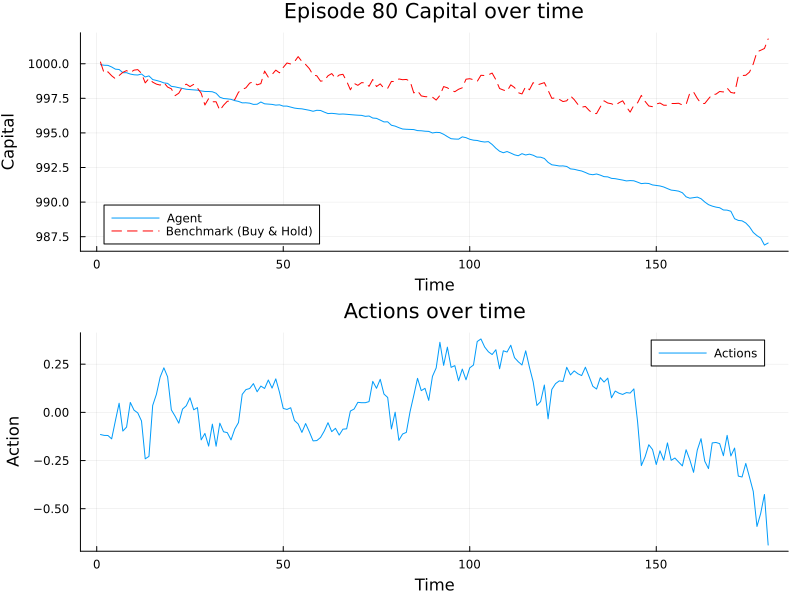 Episode 80 Capital over time
1000.0
997.5
995.0
992.5
990.0
987.5
Capital
Agent
Benchmark (Buy & Hold)
0 50 100 150
Time
Actions over time
0.25
0.00
−0.25
−0.50
Action
Actions
0 50 100 150
Time